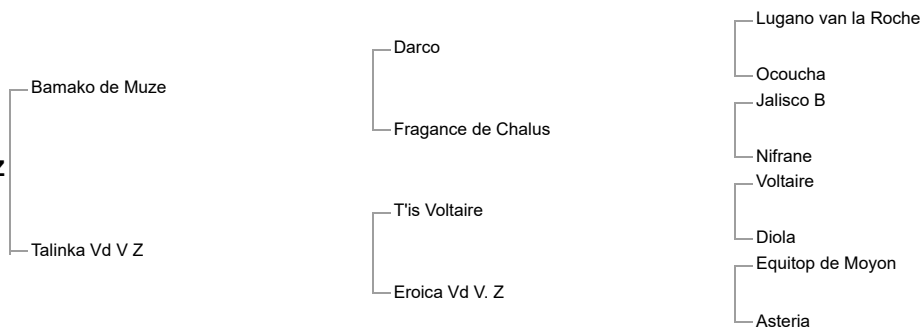 Lugano van la Roche
Darco
Ocoucha
Bamako de Muze
Jalisco B
Fragance de Chalus
Nifrane
Z
Voltaire
T'is Voltaire
Diola
Talinka Vd V Z
Equitop de Moyon
Eroica Vd V. Z
Asteria